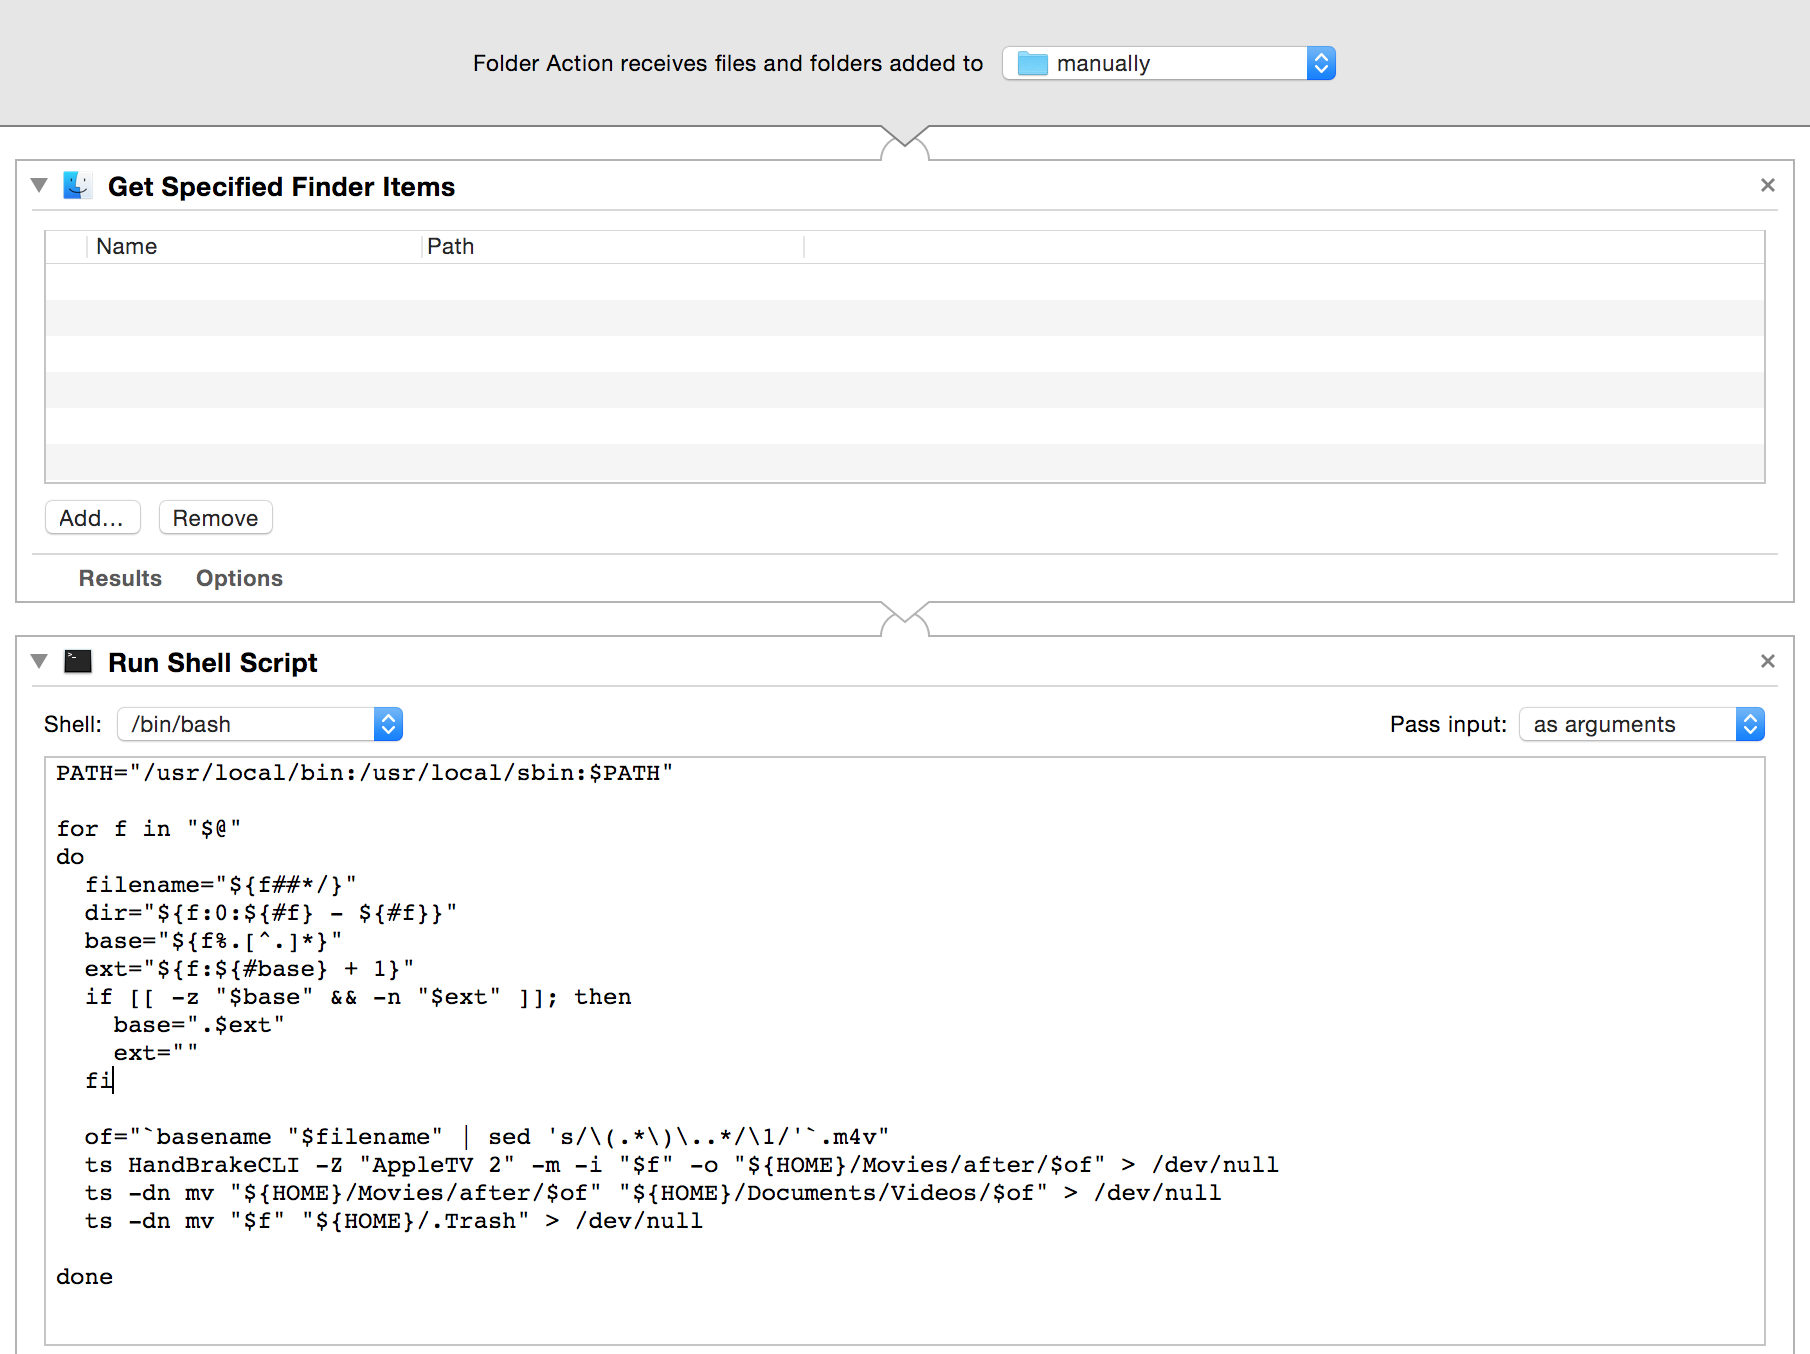 Folder Action receives files and folders added to manually
Get Specified Finder Items
Name Path
Add... Remove
Results Options
Run Shell Script
Shell: /bin/bash Pass input: as arguments
PATH="/usr/local/bin:/usr/local/sbin:$PATH"
for f in "$@"
do
  filename="${f##*/}"
  dir="${f:0:${#f} - ${#f}}"
  base="${f%.[^.]*}"
  ext="${f:${#base} + 1}"
  if [[ -z "$base" && -n "$ext" ]]; then
    base=".$ext"
    ext=""
  fi
  of="`basename "$filename" | sed 's/\(.*\)\..*/\1/'`.m4v"
  ts HandBrakeCLI -Z "AppleTV 2" -m -i "$f" -o "${HOME}/Movies/after/$of" > /dev/null
  ts -dn mv "${HOME}/Movies/after/$of" "${HOME}/Documents/Videos/$of" > /dev/null
  ts -dn mv "$f" "${HOME}/.Trash" > /dev/null
done